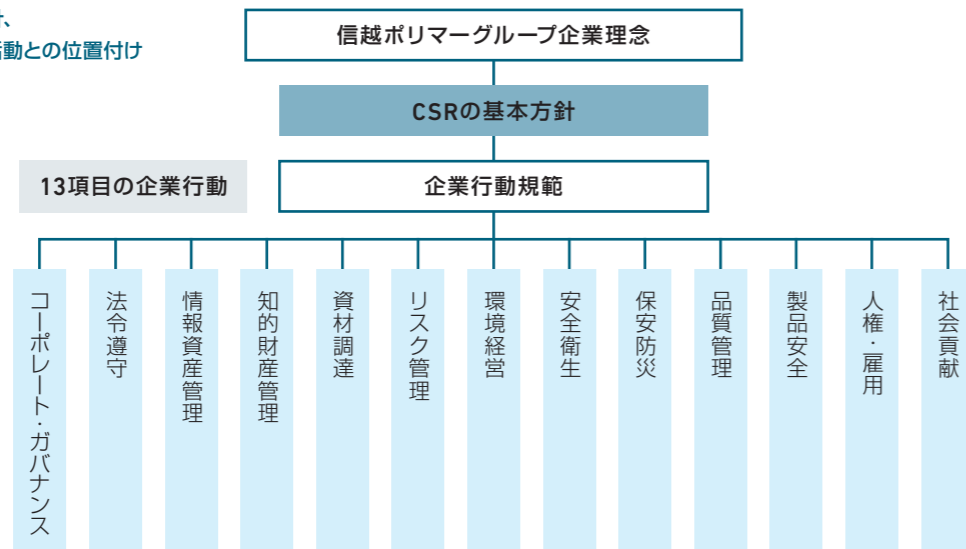 針、
活動との位置付け
信越ポリマーグループ企業理念
CSRの基本方針
13項目の企業行動
企業行動規範
コーポレート・ガバナンス
法令遵守
情報資産管理
知的財産管理
資材調達
リスク管理
環境経営
安全衛生
保安防災
品質管理
製品安全
人権・雇用
社会貢献